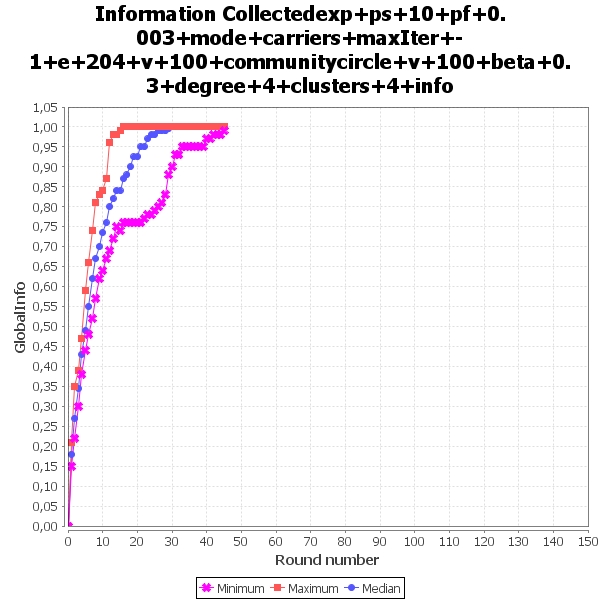 Information Collectedexp+ps+10+pf+0.
003+mode+carriers+maxIter+-
1+e+204+v+100+communitycircle+v+100+beta+0.
3+degree+4+clusters+4+info
1,05
1,00
0,95
0,90
0,85
0,80
0,75
0,70
0,65
0,60
0,55
0,50
0,45
0,40
0,35
0,30
0,25
0,20
0,15
0,10
0,05
0,00
GlobalInfo
0 10 20 30 40 50 60 70 80 90 100 110 120 130 140 150
Round number
Minimum Maximum Median